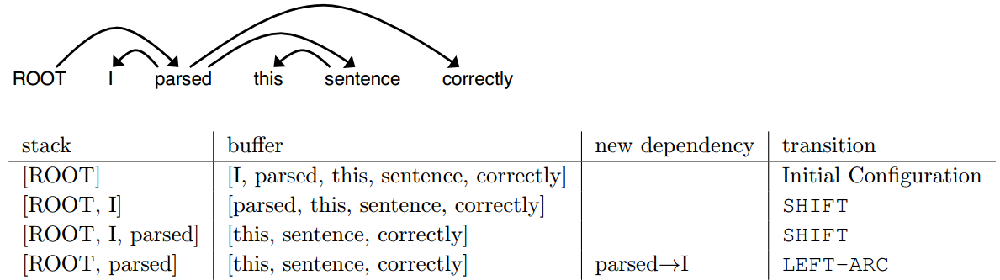 ROOT I parsed this sentence correctly
stack buffer new dependency transition
[ROOT] [I, parsed, this, sentence, correctly] Initial Configuration
[ROOT, I] [parsed, this, sentence, correctly] SHIFT
[ROOT, I, parsed] [this, sentence, correctly] SHIFT
[ROOT, parsed] [this, sentence, correctly] parsed→I LEFT-ARC